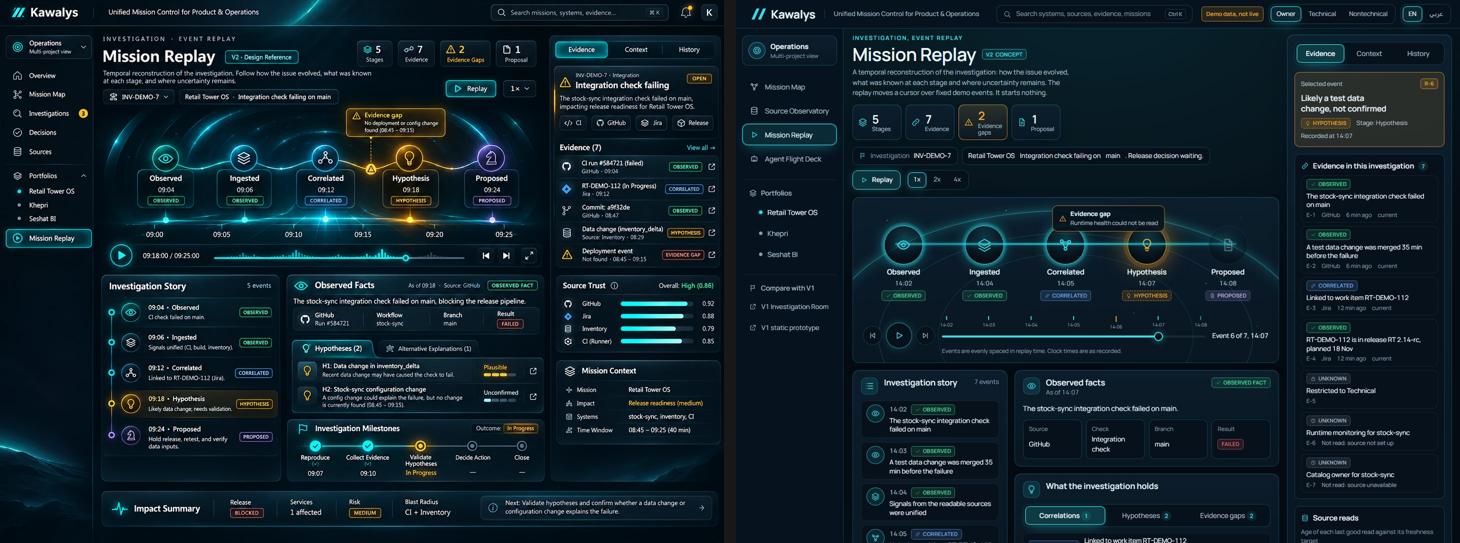 Kawalys
Unified Mission Control for Product & Operations
Search missions, systems, evidence...
⌘ K
K
Operations
Multi-project view
Overview
Mission Map
Investigations 3
Decisions
Sources
Portfolios
Retail Tower OS
Khepri
Seshat BI
Mission Replay
INVESTIGATION · EVENT REPLAY
Mission Replay
V2 · Design Reference
Temporal reconstruction of the investigation. Follow how the issue evolved, what was known
at each stage, and where uncertainty remains.
5 Stages
7 Evidence
2 Evidence Gaps
1 Proposal
INV-DEMO-7
Retail Tower OS · Integration check failing on main
Replay
1×
Evidence gap
No deployment or config change
found (08:45 – 09:15)
Observed
09:04
OBSERVED
Ingested
09:06
OBSERVED
Correlated
09:12
CORRELATED
Hypothesis
09:18
HYPOTHESIS
Proposed
09:24
PROPOSED
09:00
09:05
09:10
09:15
09:20
09:25
09:18:00 / 09:25:00
Investigation Story
5 events
09:04 • Observed
CI check failed on main.
OBSERVED
09:06 • Ingested
Signals unified (CI, build, inventory).
OBSERVED
09:12 • Correlated
Linked to RT-DEMO-112 (Jira).
CORRELATED
09:18 • Hypothesis
Likely data change; needs validation.
HYPOTHESIS
09:24 • Proposed
Hold release, retest, and verify
data inputs.
PROPOSED
Observed Facts
As of 09:18 · Source: GitHub
OBSERVED FACT
The stock-sync integration check failed on main, blocking the release pipeline.
GitHub
Run #584721
Workflow
stock-sync
Branch
main
Result
FAILED
Hypotheses (2)
Alternative Explanations (1)
H1: Data change in inventory_delta
Recent data change may have caused the check to fail.
Plausible
H2: Stock-sync configuration change
A config change could explain the failure, but no change
is currently found (08:45 – 09:15).
Unconfirmed
Investigation Milestones
Outcome: In Progress
Reproduce
09:07
Collect Evidence
09:10
Validate
Hypotheses
In Progress
Decide Action
—
Close
—
Impact Summary
Release
BLOCKED
Services
1 affected
Risk
MEDIUM
Blast Radius
CI + Inventory
Next: Validate hypotheses and confirm whether a data change or
configuration change explains the failure.
Evidence
Context
History
INV-DEMO-7 · Integration
Integration check failing
OPEN
The stock-sync integration check failed on main,
impacting release readiness for Retail Tower OS.
CI
GitHub
Jira
Release
Evidence (7)
View all →
CI run #584721 (failed)
GitHub · 09:04
OBSERVED
RT-DEMO-112 (In Progress)
Jira · 09:12
CORRELATED
Commit: a9f32de
GitHub · 08:47
OBSERVED
Data change (inventory_delta)
Source: Inventory · 08:29
HYPOTHESIS
Deployment event
Not found · 08:45 – 09:15
EVIDENCE GAP
Source Trust
Overall: High (0.86)
GitHub 0.92
Jira 0.88
Inventory 0.79
CI (Runner) 0.85
Mission Context
Mission Retail Tower OS
Impact Release readiness (medium)
Systems stock-sync, inventory, CI
Time Window 08:45 – 09:25 (40 min)
Kawalys
Unified Mission Control for Product & Operations
Search systems, sources, evidence, missions
Ctrl K
Demo data, not live
Owner
Technical
Nontechnical
EN
عربي
Operations
Multi-project view
Mission Map
Source Observatory
Mission Replay
Agent Flight Deck
Portfolios
Retail Tower OS
Khepri
Seshat BI
Compare with V1
V1 Investigation Room
V1 static prototype
INVESTIGATION, EVENT REPLAY
Mission Replay
V2 CONCEPT
A temporal reconstruction of the investigation: how the issue evolved,
what was known at each stage and where uncertainty remains. The
replay moves a cursor over fixed demo events. It starts nothing.
5 Stages
7 Evidence
2 Evidence
gaps
1 Proposal
Investigation INV-DEMO-7
Retail Tower OS Integration check failing on main . Release decision waiting.
Replay
1x
2x
4x
Evidence gap
Runtime health could not be read
Observed
14:02
OBSERVED
Ingested
14:04
OBSERVED
Correlated
14:05
CORRELATED
Hypothesis
14:07
HYPOTHESIS
Proposed
14:08
PROPOSED
14:02
14:03
14:04
14:05
14:06
14:07
14:08
Event 6 of 7, 14:07
Events are evenly spaced in replay time. Clock times are as recorded.
Investigation story
7 events
14:02 OBSERVED
The stock-sync integration check
failed on main
14:03 OBSERVED
A test data change was merged 35
min before the failure
14:04 OBSERVED
Signals from the readable sources
were unified
14:05 CORRELATED
Observed facts
As of 14:07
OBSERVED FACT
The stock-sync integration check failed on main.
Source
GitHub
Check
Integration
check
Branch
main
Result
FAILED
What the investigation holds
Correlations 1
Hypotheses 2
Evidence gaps 2
Linked to work item RT-DEMO-112
Evidence
Context
History
Selected event
R-6
Likely a test data
change, not confirmed
HYPOTHESIS
Stage: Hypothesis
Recorded at 14:07
Evidence in this investigation 7
OBSERVED
The stock-sync integration check failed
on main
E-1 GitHub 6 min ago current
OBSERVED
A test data change was merged 35 min
before the failure
E-2 GitHub 6 min ago current
CORRELATED
Linked to work item RT-DEMO-112
E-3 Jira 12 min ago current
OBSERVED
RT-DEMO-112 is in release RT 2.14-rc,
planned 18 Nov
E-4 Jira 12 min ago current
UNKNOWN
Restricted to Technical
E-5
UNKNOWN
Runtime monitoring for stock-sync
E-6 Not read: source not set up
UNKNOWN
Catalog owner for stock-sync
E-7 Not read: source unavailable
Source reads
Age of each last good read against its freshness
target